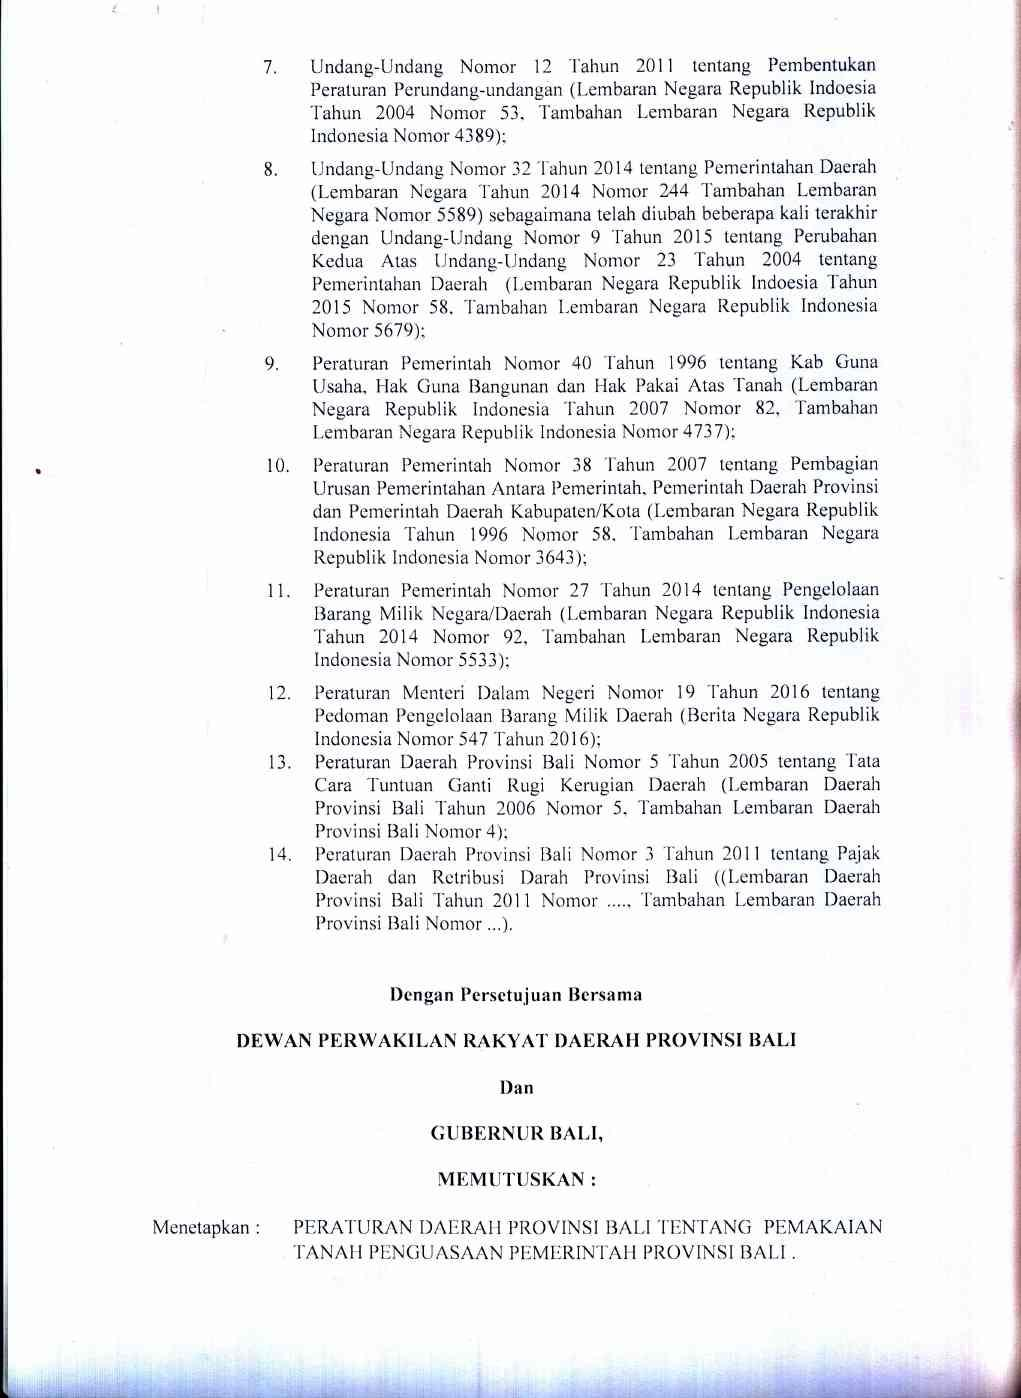 7. Undang-Undang Nomor 12 Tahun 2011 tentang Pembentukan
Peraturan Perundang-undangan (Lembaran Negara Republik Indoesia
Tahun 2004 Nomor 53, Tambahan Lembaran Negara Republik
Indonesia Nomor 4389);
8. Undang-Undang Nomor 32 Tahun 2014 tentang Pemerintahan Daerah
(Lembaran Negara Tahun 2014 Nomor 244 Tambahan Lembaran
Negara Nomor 5589) sebagaimana telah diubah beberapa kali terakhir
dengan Undang-Undang Nomor 9 Tahun 2015 tentang Perubahan
Kedua Atas Undang-Undang Nomor 23 Tahun 2004 tentang
Pemerintahan Daerah (Lembaran Negara Republik Indoesia Tahun
2015 Nomor 58, Tambahan Lembaran Negara Republik Indonesia
Nomor 5679);
9. Peraturan Pemerintah Nomor 40 Tahun 1996 tentang Kab Guna
Usaha, Hak Guna Bangunan dan Hak Pakai Atas Tanah (Lembaran
Negara Republik Indonesia Tahun 2007 Nomor 82, Tambahan
Lembaran Negara Republik Indonesia Nomor 4737);
10. Peraturan Pemerintah Nomor 38 Tahun 2007 tentang Pembagian
Urusan Pemerintahan Antara Pemerintah, Pemerintah Daerah Provinsi
dan Pemerintah Daerah Kabupaten/Kota (Lembaran Negara Republik
Indonesia Tahun 1996 Nomor 58, Tambahan Lembaran Negara
Republik Indonesia Nomor 3643);
11. Peraturan Pemerintah Nomor 27 Tahun 2014 tentang Pengelolaan
Barang Milik Negara/Daerah (Lembaran Negara Republik Indonesia
Tahun 2014 Nomor 92, Tambahan Lembaran Negara Republik
Indonesia Nomor 5533);
12. Peraturan Menteri Dalam Negeri Nomor 19 Tahun 2016 tentang
Pedoman Pengelolaan Barang Milik Daerah (Berita Negara Republik
Indonesia Nomor 547 Tahun 2016);
13. Peraturan Daerah Provinsi Bali Nomor 5 Tahun 2005 tentang Tata
Cara Tuntuan Ganti Rugi Kerugian Daerah (Lembaran Daerah
Provinsi Bali Tahun 2006 Nomor 5, Tambahan Lembaran Daerah
Provinsi Bali Nomor 4);
14. Peraturan Daerah Provinsi Bali Nomor 3 Tahun 2011 tentang Pajak
Daerah dan Retribusi Darah Provinsi Bali ((Lembaran Daerah
Provinsi Bali Tahun 2011 Nomor ...., Tambahan Lembaran Daerah
Provinsi Bali Nomor ...).
Dengan Persetujuan Bersama
DEWAN PERWAKILAN RAKYAT DAERAH PROVINSI BALI
Dan
GUBERNUR BALI,
MEMUTUSKAN :
Menetapkan : PERATURAN DAERAH PROVINSI BALI TENTANG PEMAKAIAN
TANAH PENGUASAAN PEMERINTAH PROVINSI BALI .